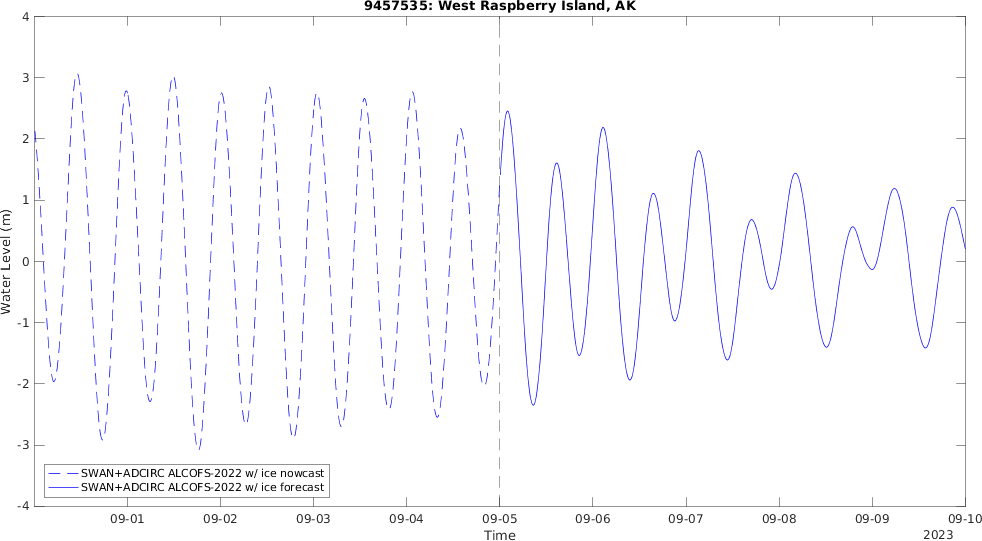 9457535: West Raspberry Island, AK
4
3
2
1
0
-1
-2
-3
-4
Water Level (m)
SWAN+ADCIRC ALCOFS-2022 w/ ice nowcast
SWAN+ADCIRC ALCOFS-2022 w/ ice forecast
09-01 09-02 09-03 09-04 09-05 09-06 09-07 09-08 09-09 09-10
Time
2023